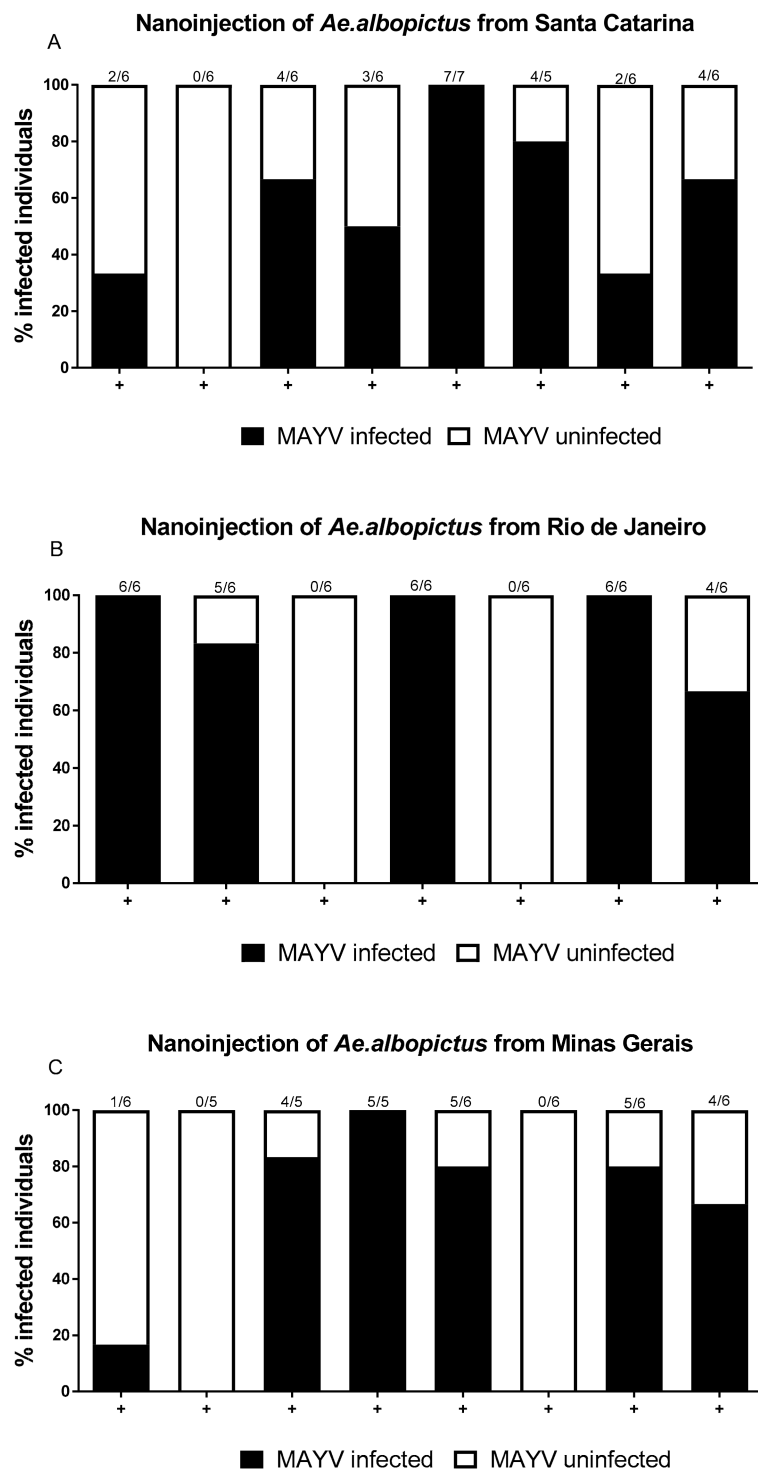 Nanoinjection of Ae.albopictus from Santa Catarina
A
2/6 0/6 4/6 3/6 7/7 4/5 2/6 4/6
100
80
60
40
20
0
% infected individuals
+ + + + + + + +
MAYV infected MAYV uninfected
Nanoinjection of Ae.albopictus from Rio de Janeiro
B
6/6 5/6 0/6 6/6 0/6 6/6 4/6
100
80
60
40
20
0
% infected individuals
+ + + + + + +
MAYV infected MAYV uninfected
Nanoinjection of Ae.albopictus from Minas Gerais
C
1/6 0/5 4/5 5/5 5/6 0/6 5/6 4/6
100
80
60
40
20
0
% infected individuals
+ + + + + + + +
MAYV infected MAYV uninfected